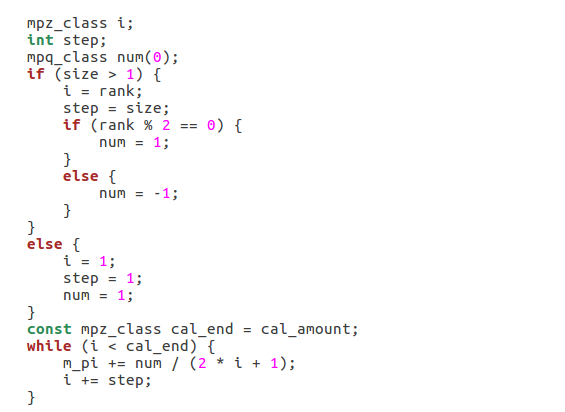 mpz_class i;
int step;
mpq_class num(0);
if (size > 1) {
    i = rank;
    step = size;
    if (rank % 2 == 0) {
        num = 1;
    }
    else {
        num = -1;
    }
}
else {
    i = 1;
    step = 1;
    num = 1;
}
const mpz_class cal_end = cal_amount;
while (i < cal_end) {
    m_pi += num / (2 * i + 1);
    i += step;
}